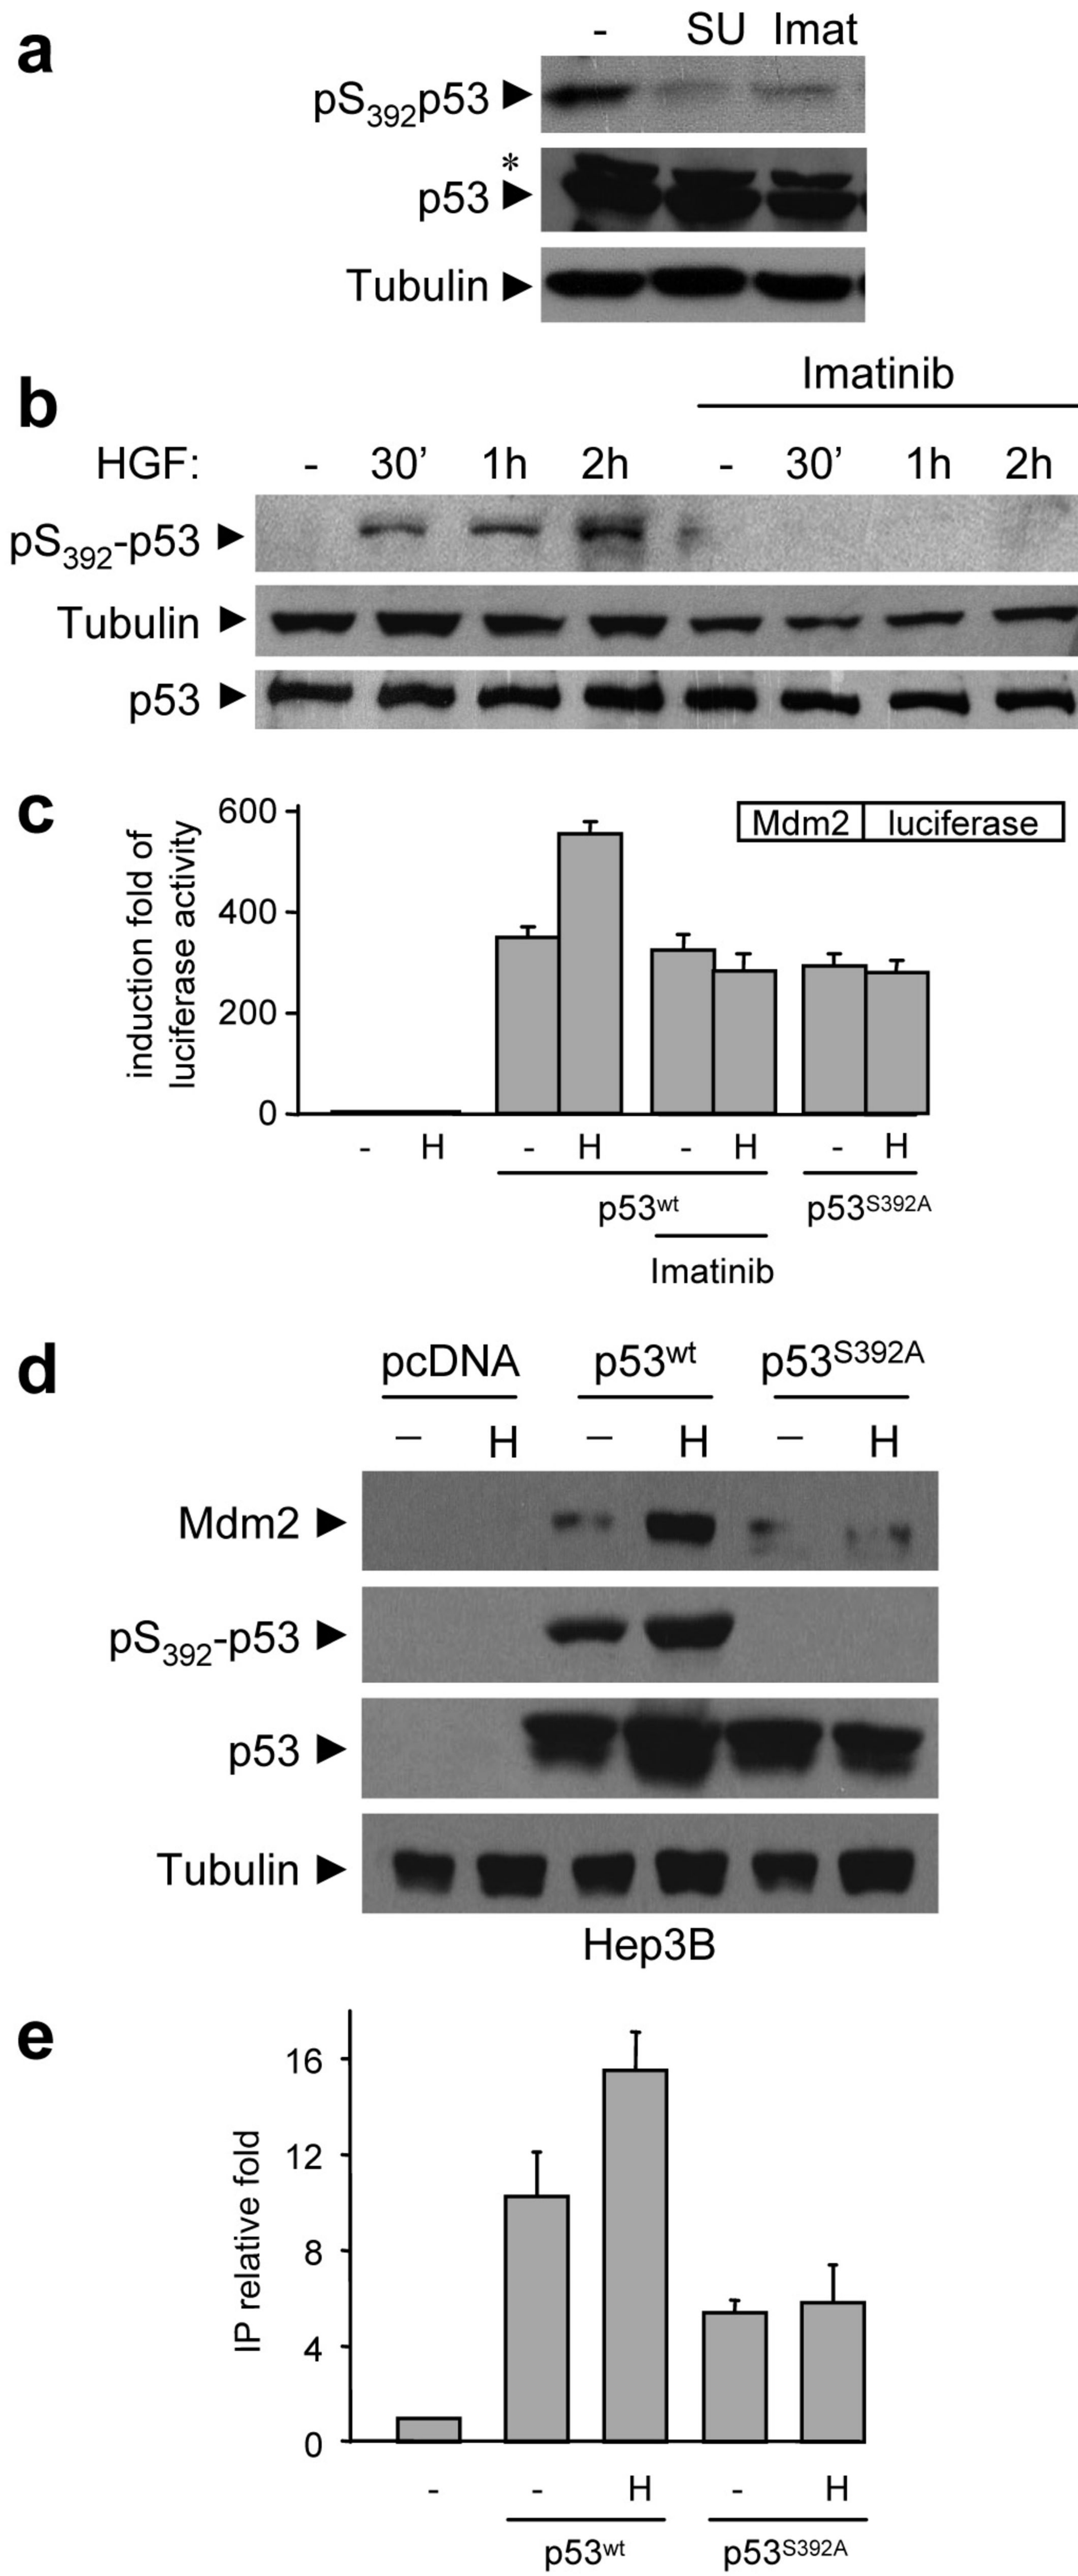 a
- SU Imat
pS392p53
*
p53
Tubulin
b
Imatinib
HGF: - 30’ 1h 2h - 30’ 1h 2h
pS392-p53
Tubulin
p53
c
induction fold of
luciferase activity
600
400
200
0
Mdm2 luciferase
- H - H - H - H
p53wt p53S392A
Imatinib
d
pcDNA p53wt p53S392A
– H – H – H
Mdm2
pS392-p53
p53
Tubulin
Hep3B
e
IP relative fold
16
12
8
4
0
- - H - H
p53wt p53S392A